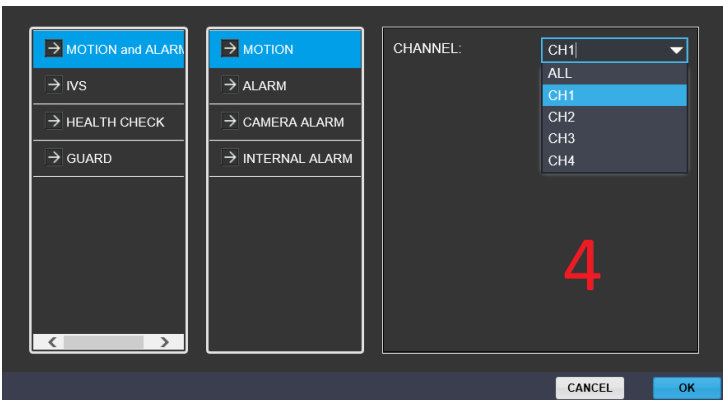 MOTION and ALARM
IVS
HEALTH CHECK
GUARD
MOTION
ALARM
CAMERA ALARM
INTERNAL ALARM
CHANNEL:
CH1
ALL
CH1
CH2
CH3
CH4
4
CANCEL
OK